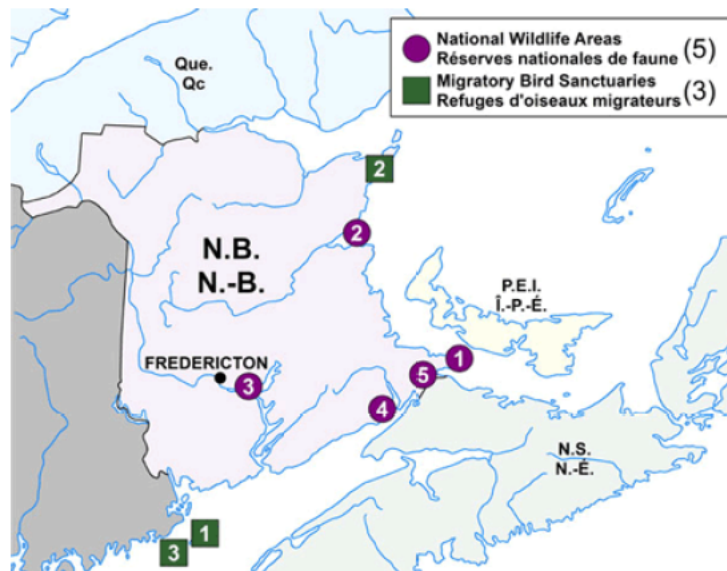 National Wildlife Areas
Réserves nationales de faune (5)
Migratory Bird Sanctuaries
Refuges d'oiseaux migrateurs (3)
Que.
Qc
2
2
N.B.
N.-B.
P.E.I.
Î.-P.-É.
FREDERICTON
3
1
5
4
N.S.
N.-É.
1
3